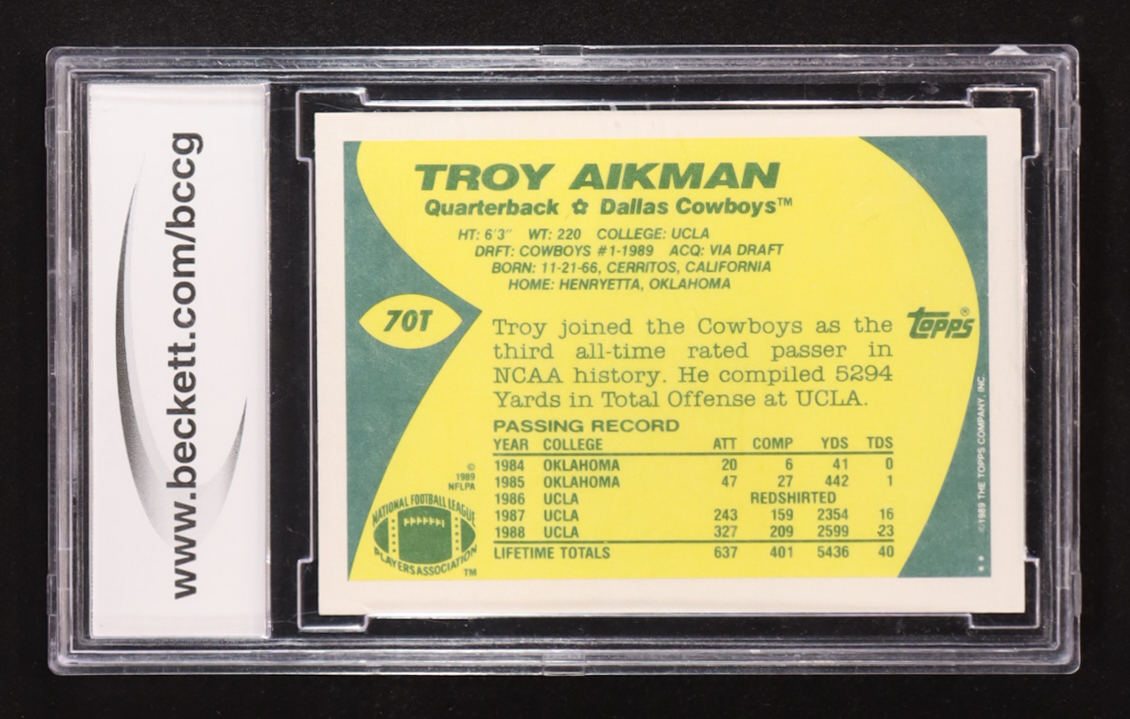 www.beckett.com/bccg
TROY AIKMAN
Quarterback ✿ Dallas Cowboys™
HT: 6'3" WT: 220 COLLEGE: UCLA
DRFT: COWBOYS #1-1989 ACQ: VIA DRAFT
BORN: 11-21-66, CERRITOS, CALIFORNIA
HOME: HENRYETTA, OKLAHOMA
70T
topps®
Troy joined the Cowboys as the
third all-time rated passer in
NCAA history. He compiled 5294
Yards in Total Offense at UCLA.
PASSING RECORD
YEAR COLLEGE ATT COMP YDS TDS
1984 OKLAHOMA 20 6 41 0
1985 OKLAHOMA 47 27 442 1
1986 UCLA REDSHIRTED
1987 UCLA 243 159 2354 16
1988 UCLA 327 209 2599 23
LIFETIME TOTALS 637 401 5436 40
©
1989
NFLPA
NATIONAL FOOTBALL LEAGUE
PLAYERS ASSOCIATION
TM
** ©1989 THE TOPPS COMPANY, INC.